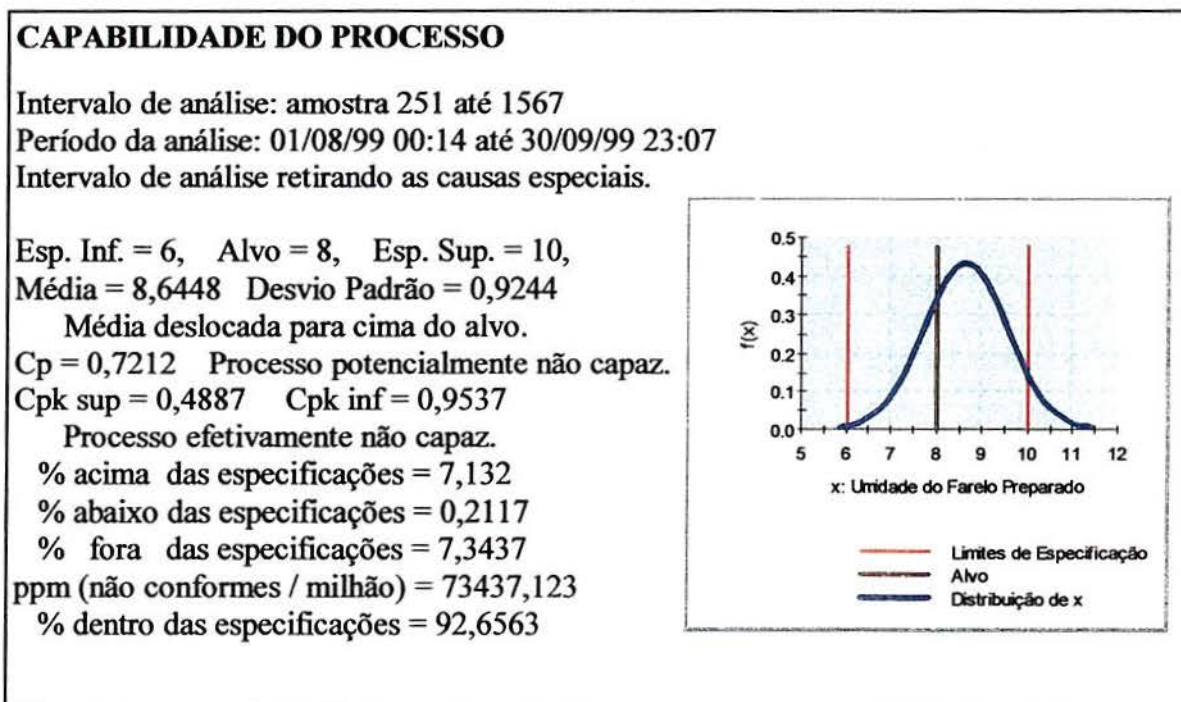 CAPABILIDADE DO PROCESSO
Intervalo de análise: amostra 251 até 1567
Período da análise: 01/08/99 00:14 até 30/09/99 23:07
Intervalo de análise retirando as causas especiais.
Esp. Inf. = 6, Alvo = 8, Esp. Sup. = 10,
Média = 8,6448 Desvio Padrão = 0,9244
Média deslocada para cima do alvo.
Cp = 0,7212 Processo potencialmente não capaz.
Cpk sup = 0,4887 Cpk inf = 0,9537
Processo efetivamente não capaz.
% acima das especificações = 7,132
% abaixo das especificações = 0,2117
% fora das especificações = 7,3437
ppm (não conformes / milhão) = 73437,123
% dentro das especificações = 92,6563
0.5
0.4
0.3
0.2
0.1
0.0
f(x)
5 6 7 8 9 10 11 12
x: Umidade do Farelo Preparado
Limites de Especificação
Alvo
Distribuição de x